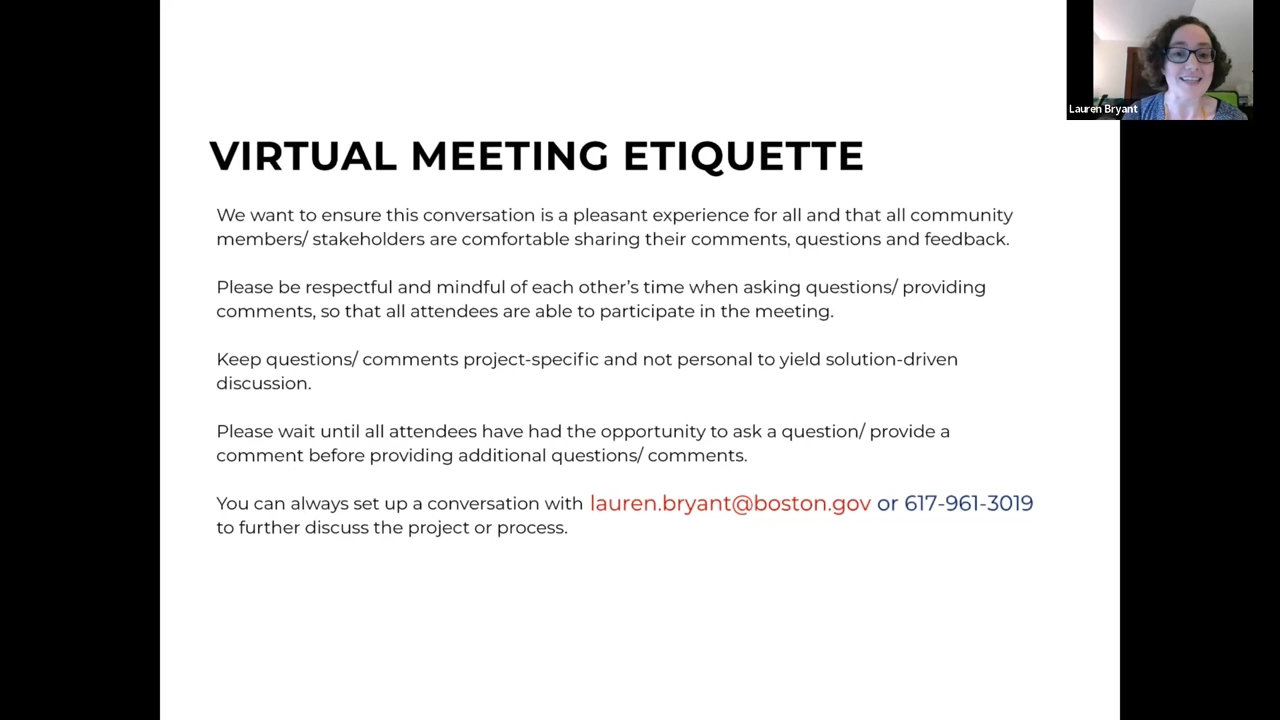 Lauren Bryant
VIRTUAL MEETING ETIQUETTE
We want to ensure this conversation is a pleasant experience for all and that all community
members/ stakeholders are comfortable sharing their comments, questions and feedback.
Please be respectful and mindful of each other’s time when asking questions/ providing
comments, so that all attendees are able to participate in the meeting.
Keep questions/ comments project-specific and not personal to yield solution-driven
discussion.
Please wait until all attendees have had the opportunity to ask a question/ provide a
comment before providing additional questions/ comments.
You can always set up a conversation with lauren.bryant@boston.gov or 617-961-3019
to further discuss the project or process.